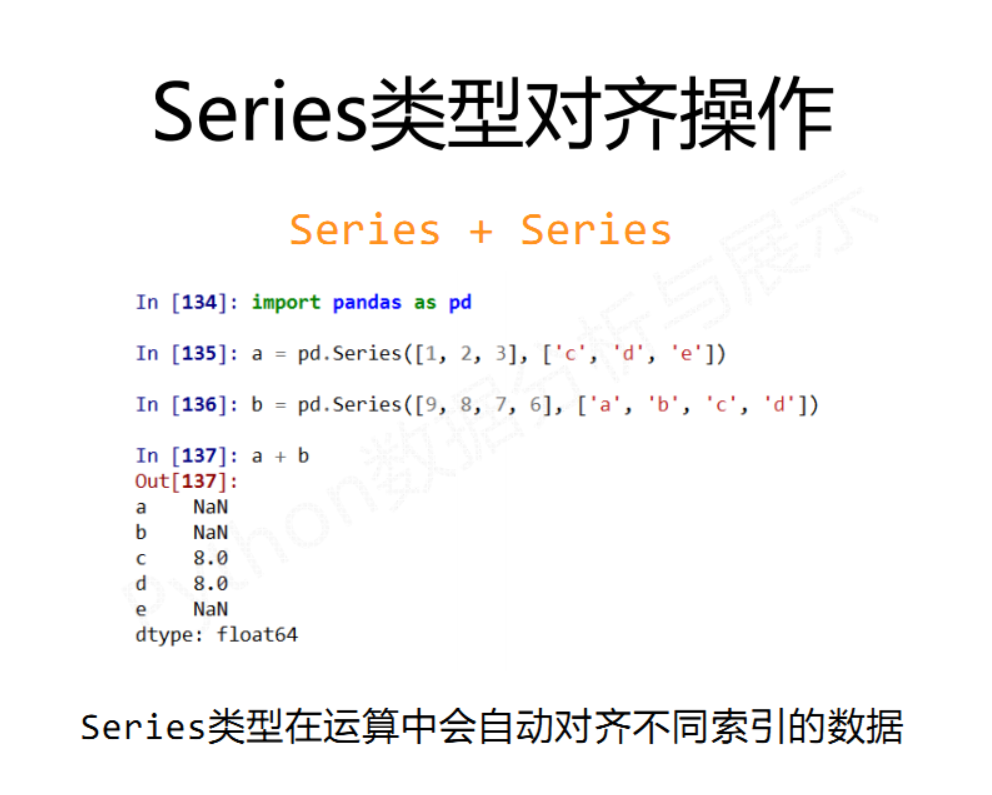 Series类型对齐操作
Series + Series
In [134]: import pandas as pd
In [135]: a = pd.Series([1, 2, 3], ['c', 'd', 'e'])
In [136]: b = pd.Series([9, 8, 7, 6], ['a', 'b', 'c', 'd'])
In [137]: a + b
Out[137]:
a    NaN
b    NaN
c    8.0
d    8.0
e    NaN
dtype: float64
Series类型在运算中会自动对齐不同索引的数据
Python数据分析与展示